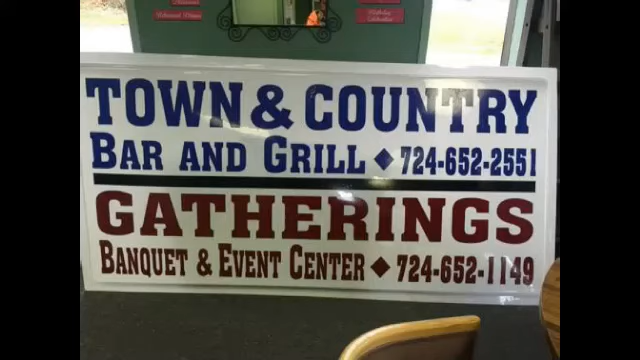 TOWN & COUNTRY
BAR AND GRILL ◆ 724-652-2551
GATHERINGS
BANQUET & EVENT CENTER ◆ 724-652-1149